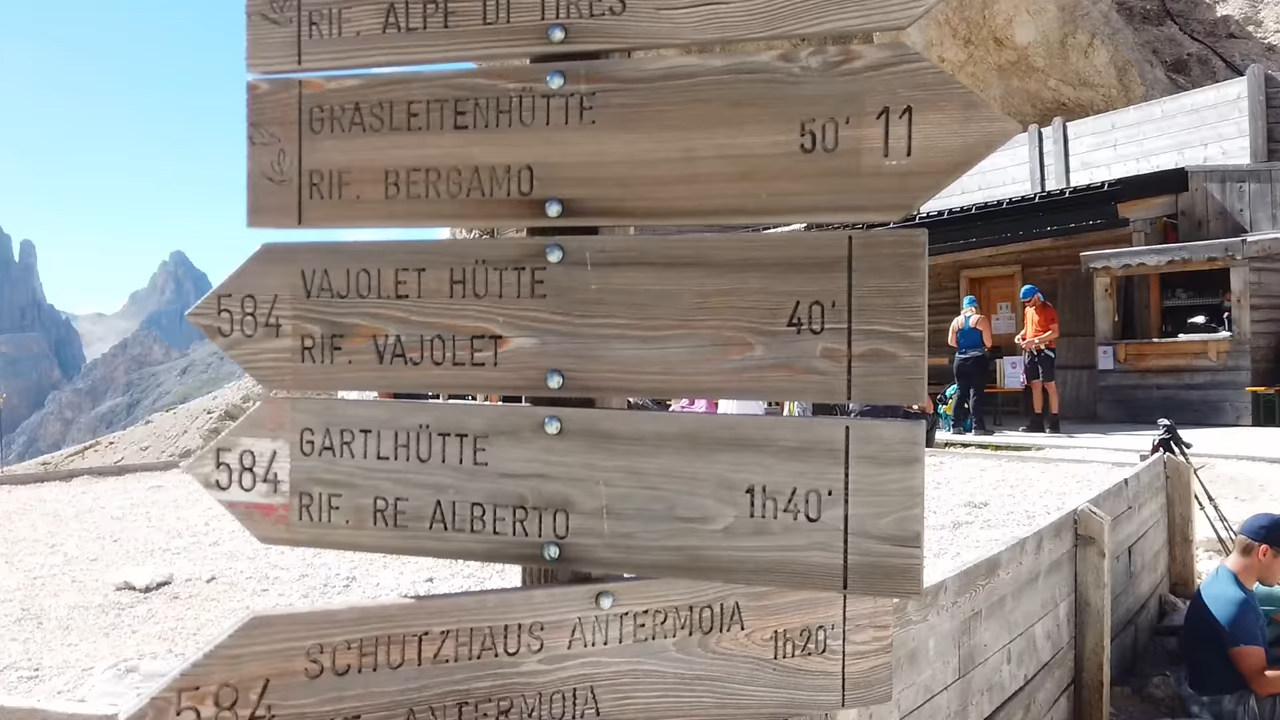 RIF. ALPE DI TIRES
GRASLEITENHÜTTE
50' 11
RIF. BERGAMO
VAJOLET HÜTTE
584 40'
RIF. VAJOLET
GARTLHÜTTE
584 1h40'
RIF. RE ALBERTO
SCHUTZHAUS ANTERMOIA
1h20'
584
ANTERMOIA